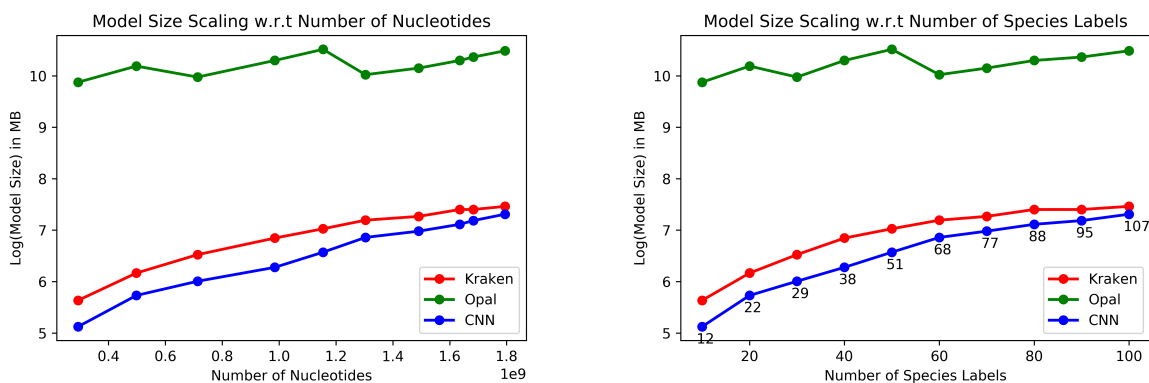 Model Size Scaling w.r.t Number of Nucleotides
Log(Model Size) in MB
10
9
8
7
6
5
0.4 0.6 0.8 1.0 1.2 1.4 1.6 1.8
1e9
Number of Nucleotides
Kraken
Opal
CNN
Model Size Scaling w.r.t Number of Species Labels
Log(Model Size) in MB
10
9
8
7
6
5
12 22 29 38 51 68 77 88 95 107
20 40 60 80 100
Number of Species Labels
Kraken
Opal
CNN